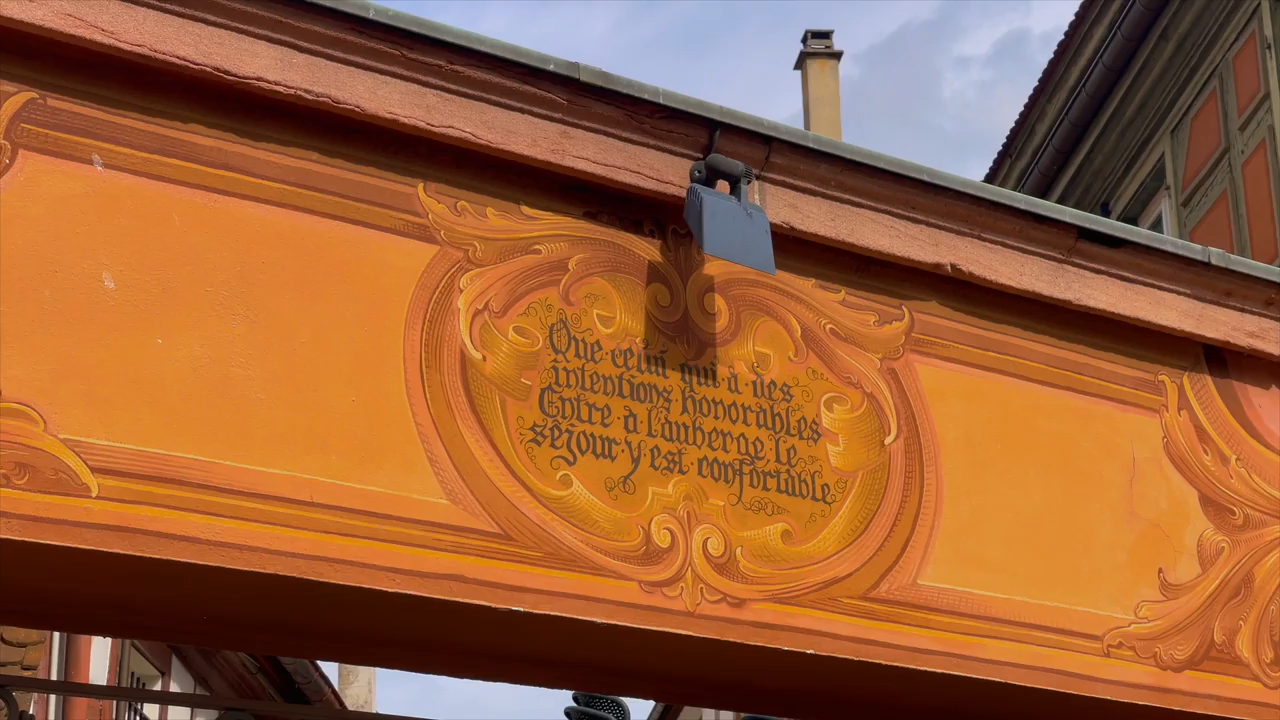 Que celui qui a des
intentions honorables
Entre à l'auberge. Le
séjour y est confortable